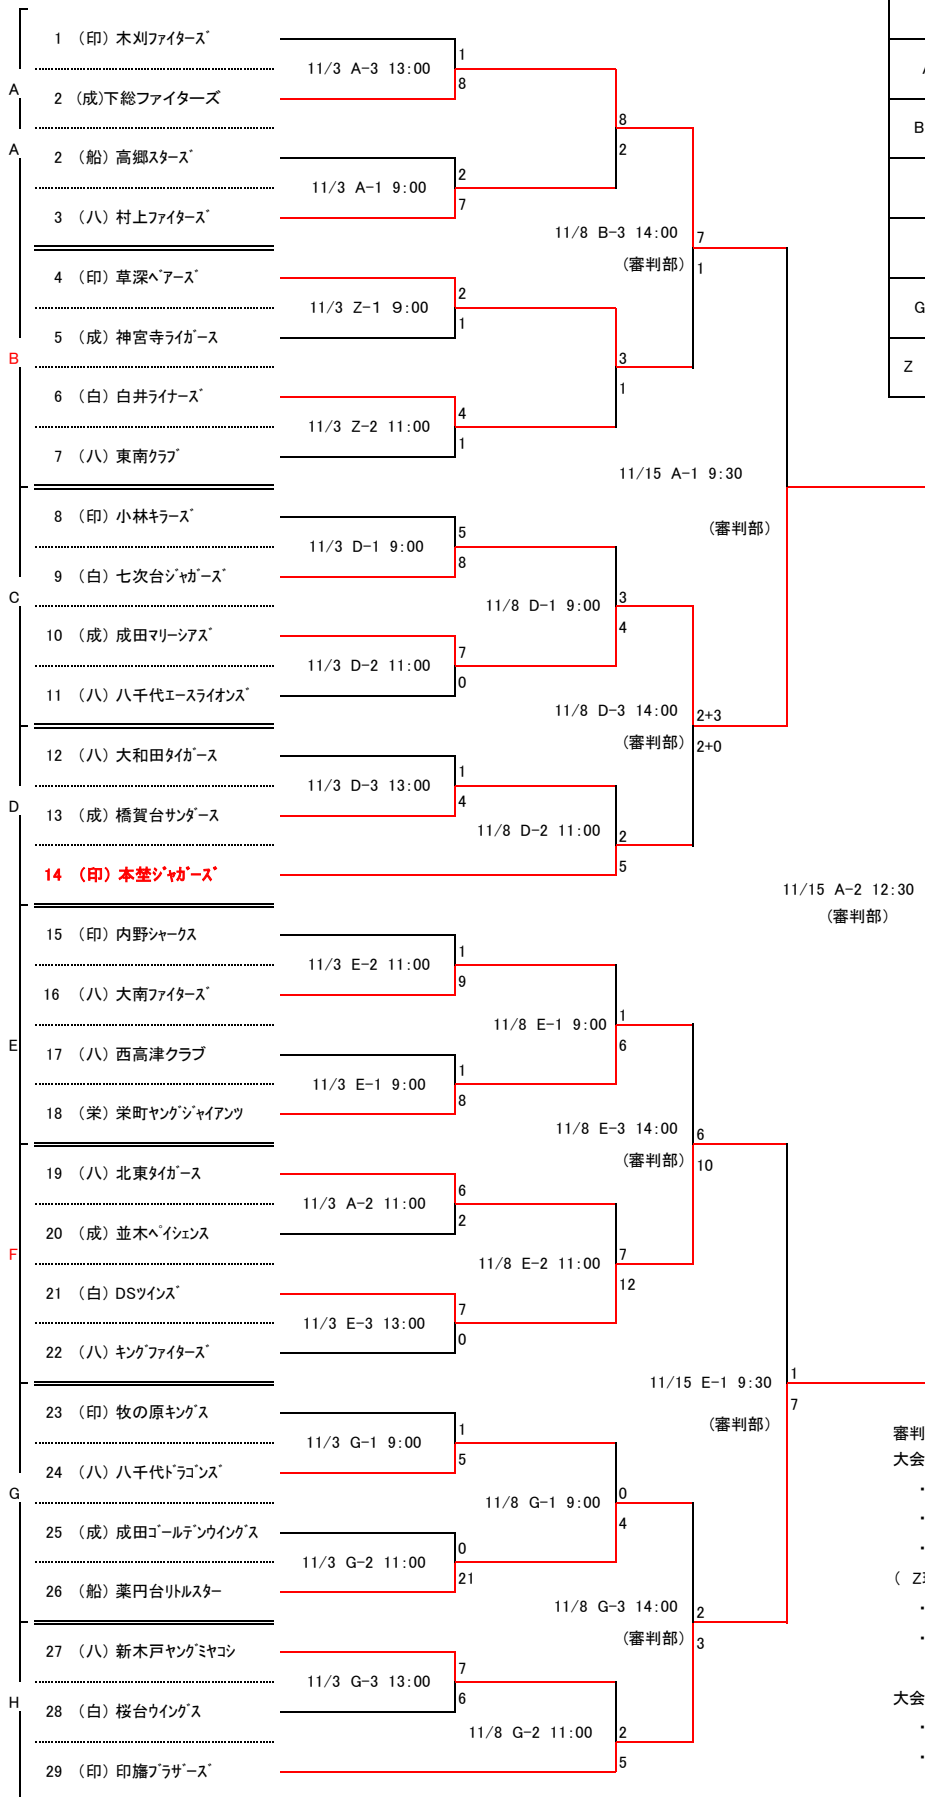 1 （印）木刈ファイターズ
11/3 A-3 13:00
1
8
A
2 （成）下総ファイターズ
8
2
A
2 （船）高郷スターズ
11/3 A-1 9:00
2
7
3 （八）村上ファイターズ
11/8 B-3 14:00
（審判部）
7
1
4 （印）草深ベアーズ
11/3 Z-1 9:00
2
1
5 （成）神宮寺ライガース
B
3
1
6 （白）白井ライナーズ
11/3 Z-2 11:00
4
1
7 （八）東南クラブ
11/15 A-1 9:30
（審判部）
8 （印）小林キラーズ
11/3 D-1 9:00
5
8
9 （白）七次台ジャガーズ
C
11/8 D-1 9:00
3
4
10 （成）成田マリーシアズ
11/3 D-2 11:00
7
0
11 （八）八千代エースライオンズ
11/8 D-3 14:00
（審判部）
2+3
2+0
12 （八）大和田タイガース
11/3 D-3 13:00
1
4
D
13 （成）橋賀台サンダース
11/8 D-2 11:00
2
5
14 （印）本埜ジャガーズ
11/15 A-2 12:30
（審判部）
15 （印）内野シャークス
11/3 E-2 11:00
1
9
16 （八）大南ファイターズ
11/8 E-1 9:00
1
6
E
17 （八）西高津クラブ
11/3 E-1 9:00
1
8
18 （栄）栄町ヤングジャイアンツ
11/8 E-3 14:00
（審判部）
6
10
19 （八）北東タイガース
11/3 A-2 11:00
6
2
20 （成）並木ペイシェンス
F
11/8 E-2 11:00
7
12
21 （白）DSツインズ
11/3 E-3 13:00
7
0
22 （八）キングファイターズ
11/15 E-1 9:30
（審判部）
1
7
23 （印）牧の原キングス
11/3 G-1 9:00
1
5
24 （八）八千代ドラゴンズ
G
11/8 G-1 9:00
0
4
25 （成）成田ゴールデンウイングス
11/3 G-2 11:00
0
21
26 （船）薬円台リトルスター
11/8 G-3 14:00
（審判部）
2
3
27 （八）新木戸ヤングミヤコシ
11/3 G-3 13:00
7
6
H
28 （白）桜台ウイングス
11/8 G-2 11:00
2
5
29 （印）印旛ブラザーズ
B
G
Z
審判
大会
・
・
・
（ Z
・
・
大会
・
・